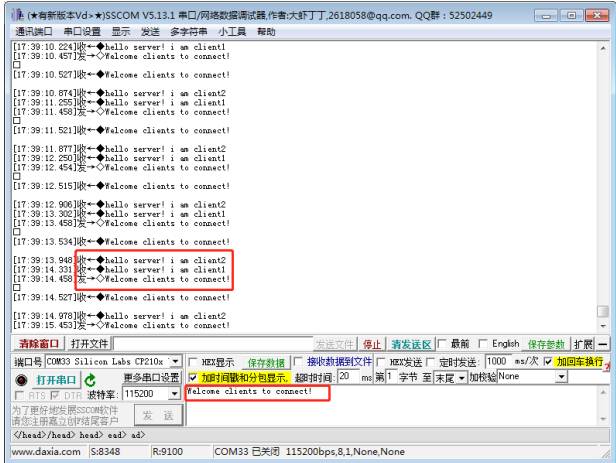 (★有新版本Vd>★)SSCOM V5.13.1 串口/网络数据调试器,作者:大虾丁丁,2618058@qq.com. QQ群: 52502449
通讯端口 串口设置 显示 发送 多字符串 小工具 帮助
[17:39:10.224]收←◆hello server! i am client1
[17:39:10.457]发→◇Welcome clients to connect!
□
[17:39:10.527]收←◆Welcome clients to connect!
[17:39:10.874]收←◆hello server! i am client2
[17:39:11.255]收←◆hello server! i am client1
[17:39:11.458]发→◇Welcome clients to connect!
□
[17:39:11.521]收←◆Welcome clients to connect!
[17:39:11.877]收←◆hello server! i am client2
[17:39:12.250]收←◆hello server! i am client1
[17:39:12.454]发→◇Welcome clients to connect!
□
[17:39:12.515]收←◆Welcome clients to connect!
[17:39:12.906]收←◆hello server! i am client2
[17:39:13.302]收←◆hello server! i am client1
[17:39:13.458]发→◇Welcome clients to connect!
□
[17:39:13.534]收←◆Welcome clients to connect!
[17:39:13.948]收←◆hello server! i am client2
[17:39:14.331]收←◆hello server! i am client1
[17:39:14.458]发→◇Welcome clients to connect!
□
[17:39:14.527]收←◆Welcome clients to connect!
[17:39:14.978]收←◆hello server! i am client2
[17:39:15.453]发→◇Welcome clients to connect!
清除窗口 打开文件 发送文件 停止 清发送区 最前 English 保存参数 扩展 —
端口号 COM33 Silicon Labs CP210x HEX显示 保存数据 接收数据到文件 HEX发送 定时发送: 1000 ms/次 加回车换行
打开串口 更多串口设置 加时间戳和分包显示, 超时时间: 20 ms 第1 字节 至 末尾 加校验 None
RTS DTR 波特率: 115200 Welcome clients to connect!
为了更好地发展SSCOM软件
请您注册嘉立创F结尾客户 发 送
</head>/head> head> ead> ad>
www.daxia.com S:8348 R:9100 COM33 已关闭 115200bps,8,1,None,None